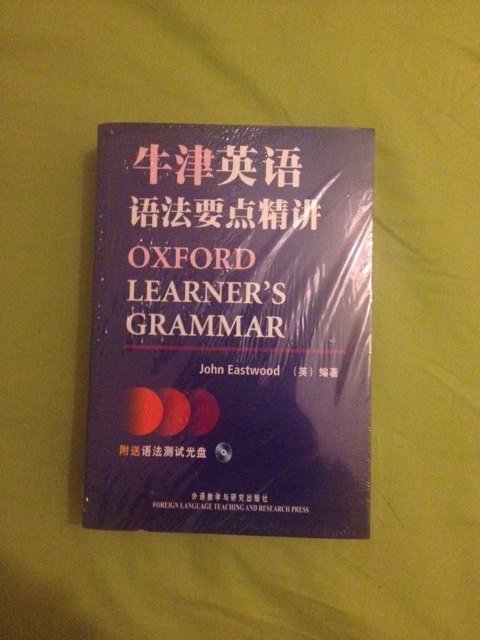 牛津英语
语法要点精讲
OXFORD
LEARNER'S
GRAMMAR
John Eastwood （英）编著
附送语法测试光盘
外语教学与研究出版社
FOREIGN LANGUAGE TEACHING AND RESEARCH PRESS